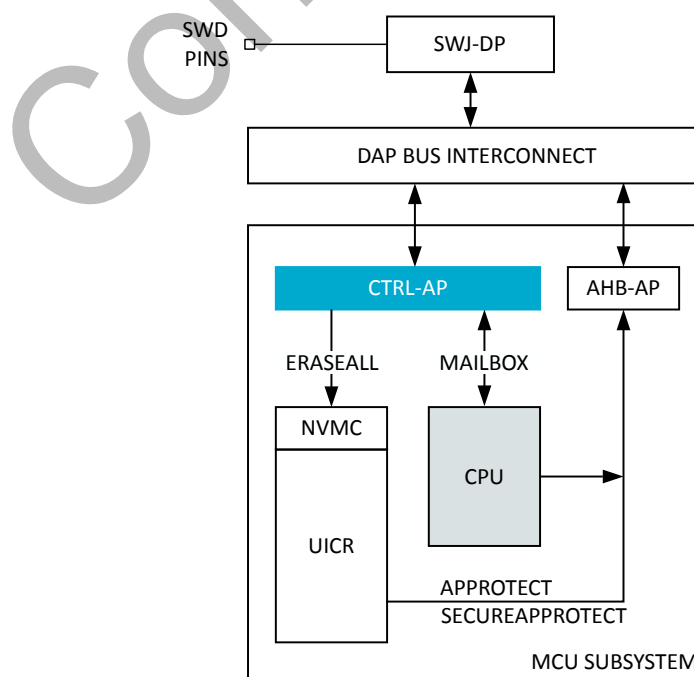 SWD
PINS
SWJ-DP
DAP BUS INTERCONNECT
CTRL-AP
AHB-AP
ERASEALL
MAILBOX
NVMC
CPU
UICR
APPROTECT
SECUREAPPROTECT
MCU SUBSYSTEM